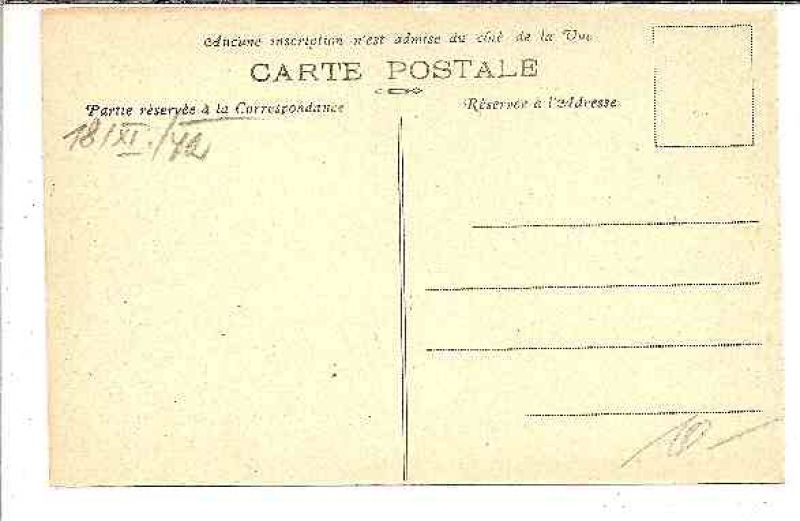 Aucune inscription n'est admise du côté de la Vue
CARTE POSTALE
Partie réservée à la Correspondance
Réservée à l'Adresse
18/XI./42